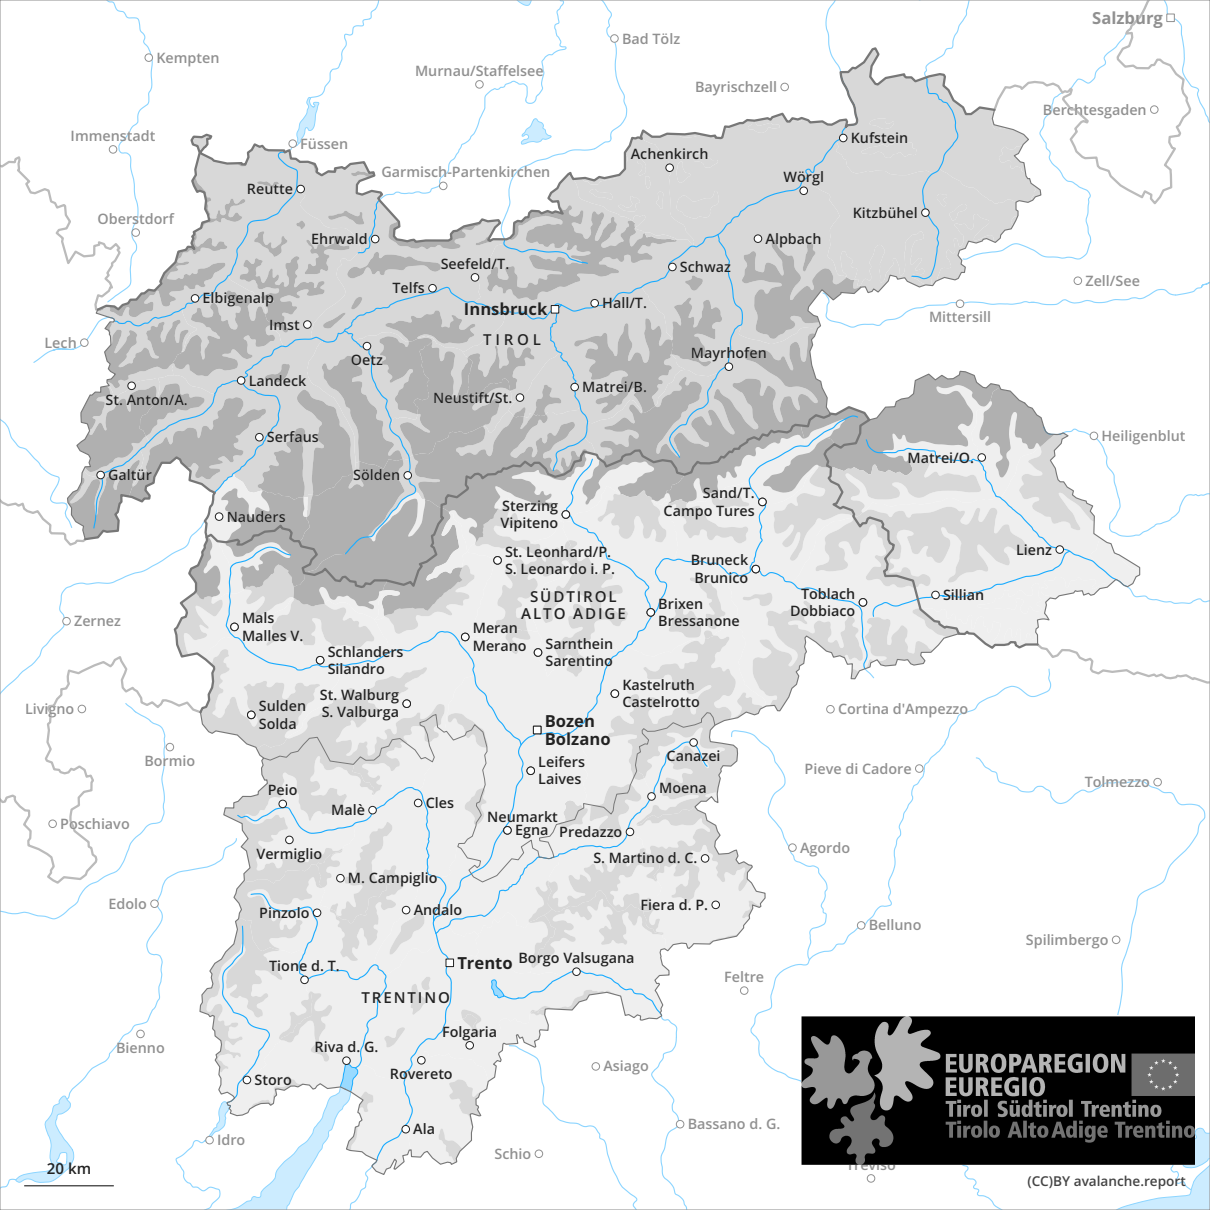 Salzburg
Bad Tölz
Kempten
Murnau/Staffelsee
Bayrischzell
Berchtesgaden
Immenstadt
Füssen
Kufstein
Achenkirch
Garmisch-Partenkirchen
Wörgl
Reutte
Oberstdorf
Kitzbühel
Ehrwald
Alpbach
Seefeld/T.
Schwaz
Zell/See
Telfs
Elbigenalp
Hall/T.
Innsbruck
Mittersill
Imst
TIROL
Lech
Oetz
Mayrhofen
Landeck
Matrei/B.
St. Anton/A.
Neustift/St.
Serfaus
Heiligenblut
Matrei/O.
Galtür
Sölden
Sand/T.
Campo Tures
Sterzing
Vipiteno
Nauders
Lienz
St. Leonhard/P.
S. Leonardo i. P.
Bruneck
Brunico
SÜDTIROL
ALTO ADIGE
Toblach
Dobbiaco
Sillian
Brixen
Bressanone
Zernez
Mals
Malles V.
Meran
Merano
Sarnthein
Sarentino
Schlanders
Silandro
Kastelruth
Castelrotto
St. Walburg
S. Valburga
Livigno
Sulden
Solda
Cortina d'Ampezzo
Bozen
Bolzano
Bormio
Canazei
Leifers
Laives
Pieve di Cadore
Tolmezzo
Peio
Moena
Malè
Cles
Neumarkt
Egna
Predazzo
Poschiavo
Vermiglio
S. Martino d. C.
Agordo
M. Campiglio
Edolo
Pinzolo
Andalo
Fiera d. P.
Belluno
Spilimbergo
Tione d. T.
Trento
Borgo Valsugana
Feltre
TRENTINO
Folgaria
Bienno
Riva d. G.
Rovereto
Asiago
Storo
EUROPAREGION
EUREGIO
Tirol Südtirol Trentino
Tirolo Alto Adige Trentino
Idro
Ala
Bassano d. G.
Schio
Treviso
20 km
(CC)BY avalanche.report